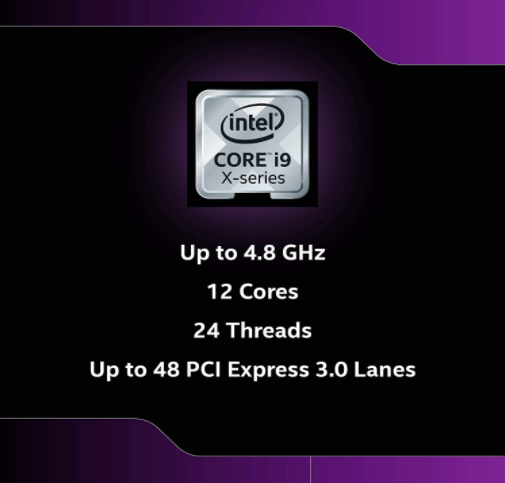 intel®
CORE™ i9
X-series
Up to 4.8 GHz
12 Cores
24 Threads
Up to 48 PCI Express 3.0 Lanes